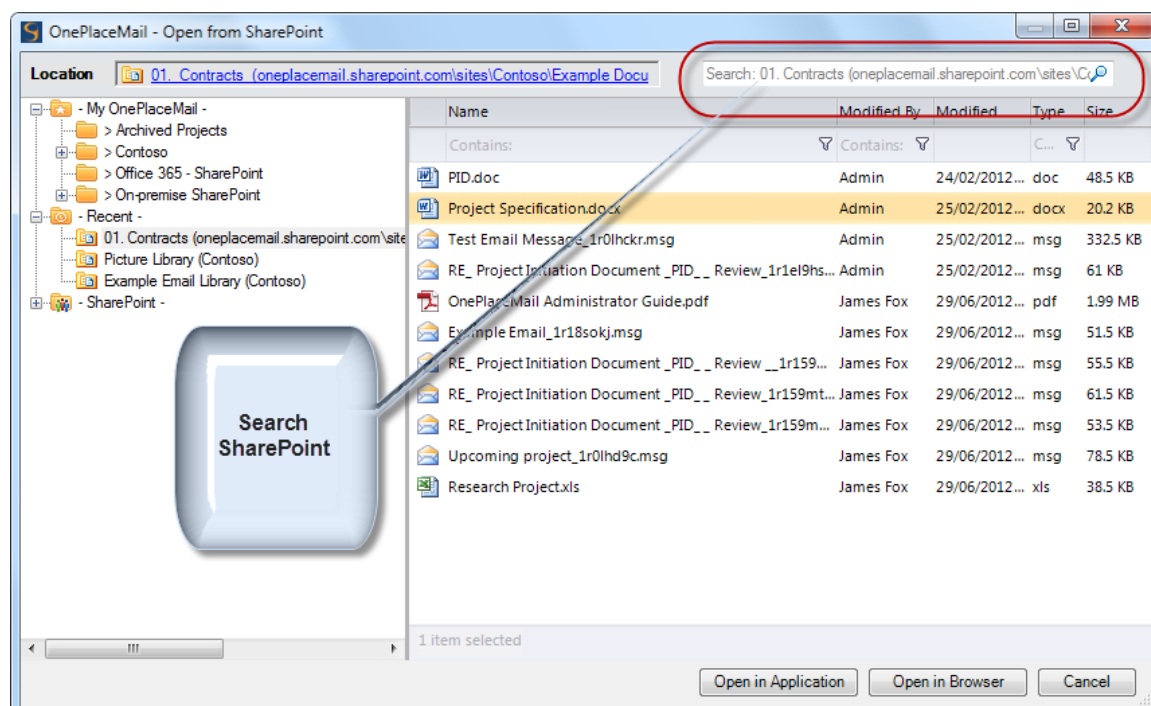 OnePlaceMail - Open from SharePoint
Location 01. Contracts (oneplacemail.sharepoint.com\sites\Contoso\Example Docu
Search: 01. Contracts (oneplacemail.sharepoint.com\sites\Co
- My OnePlaceMail -
> Archived Projects
> Contoso
> Office 365 - SharePoint
> On-premise SharePoint
- Recent -
01. Contracts (oneplacemail.sharepoint.com\site
Picture Library (Contoso)
Example Email Library (Contoso)
- SharePoint -
Search
SharePoint
Name Modified By Modified Type Size
Contains: Contains: C...
PID.doc Admin 24/02/2012... doc 48.5 KB
Project Specification.docx Admin 25/02/2012... docx 20.2 KB
Test Email Message_1r0lhckr.msg Admin 25/02/2012... msg 332.5 KB
RE_ Project Initiation Document _PID_ _ Review_1r1el9hs... Admin 25/02/2012... msg 61 KB
OnePlaceMail Administrator Guide.pdf James Fox 29/06/2012... pdf 1.99 MB
Example Email_1r18sokj.msg James Fox 29/06/2012... msg 51.5 KB
RE_ Project Initiation Document _PID_ _ Review __1r159... James Fox 29/06/2012... msg 55.5 KB
RE_ Project Initiation Document _PID_ _ Review_1r159mt... James Fox 29/06/2012... msg 61.5 KB
RE_ Project Initiation Document _PID_ _ Review_1r159m... James Fox 29/06/2012... msg 53.5 KB
Upcoming project_1r0lhd9c.msg James Fox 29/06/2012... msg 78.5 KB
Research Project.xls James Fox 29/06/2012... xls 38.5 KB
1 item selected
Open in Application Open in Browser Cancel